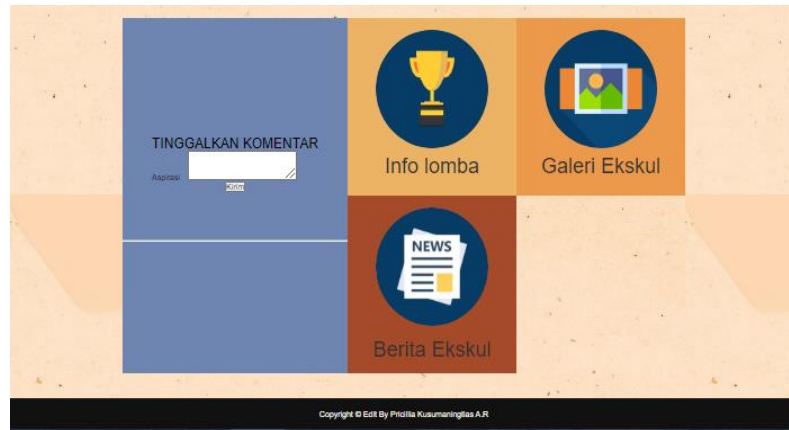 TINGGALKAN KOMENTAR
Aspirasi
Kirim
Info lomba
Galeri Ekskul
NEWS
Berita Ekskul
Copyright © Edit By Pricillia Kusumaningtias A.R